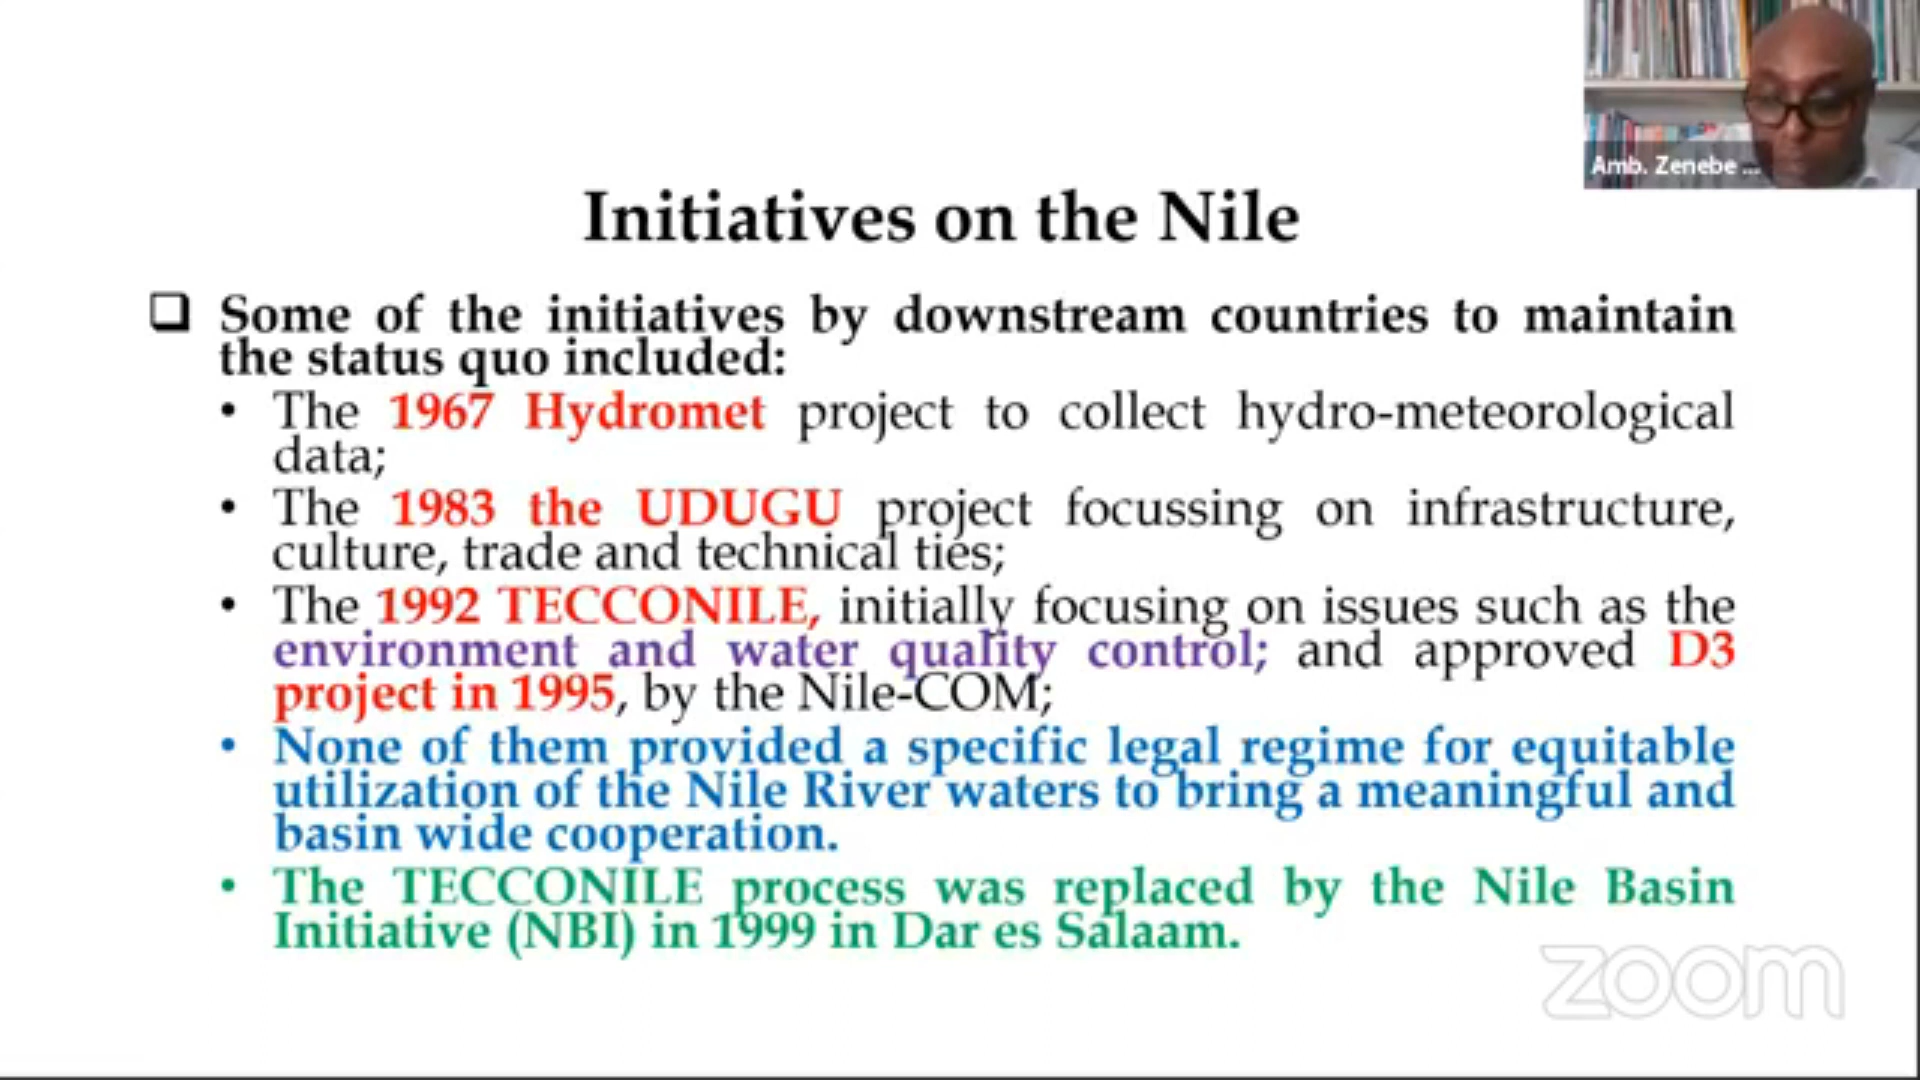 Amb. Zenebe ...
Initiatives on the Nile
❑ Some of the initiatives by downstream countries to maintain
the status quo included:
• The 1967 Hydromet project to collect hydro-meteorological
data;
• The 1983 the UDUGU project focussing on infrastructure,
culture, trade and technical ties;
• The 1992 TECCONILE, initially focusing on issues such as the
environment and water quality control; and approved D3
project in 1995, by the Nile-COM;
• None of them provided a specific legal regime for equitable
utilization of the Nile River waters to bring a meaningful and
basin wide cooperation.
• The TECCONILE process was replaced by the Nile Basin
Initiative (NBI) in 1999 in Dar es Salaam.
zoom